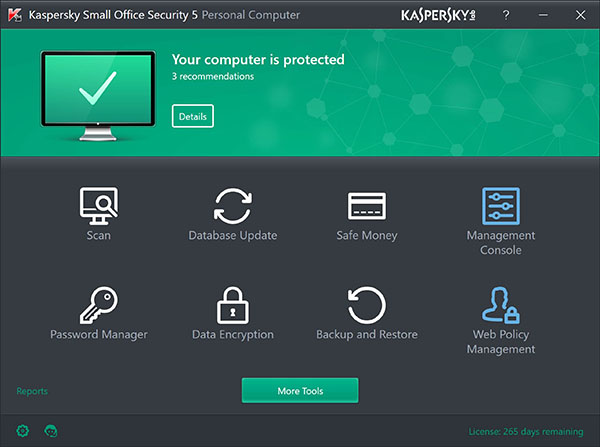 Kaspersky Small Office Security 5 Personal Computer
KASPERSKY lab
?
Your computer is protected
3 recommendations
Details
Scan
Database Update
Safe Money
Management
Console
Password Manager
Data Encryption
Backup and Restore
Web Policy
Management
Reports
More Tools
License: 265 days remaining